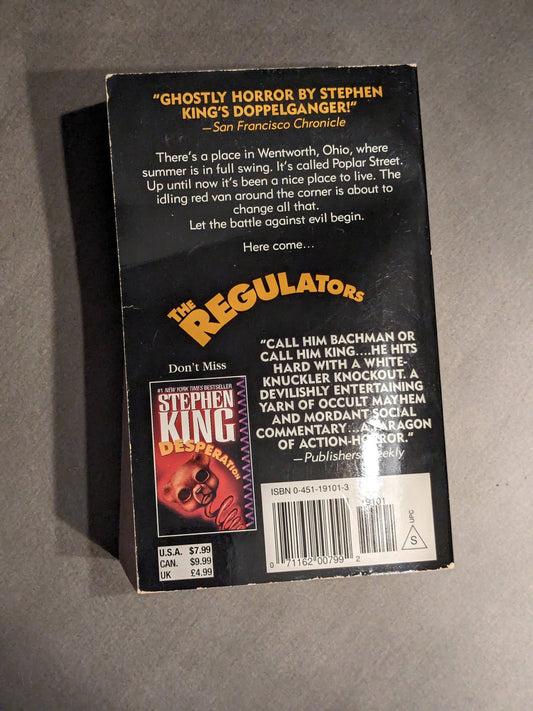 "GHOSTLY HORROR BY STEPHEN
KING'S DOPPELGANGER!"
—San Francisco Chronicle
There's a place in Wentworth, Ohio, where
summer is in full swing. It's called Poplar Street.
Up until now it's been a nice place to live. The
idling red van around the corner is about to
change all that.
Let the battle against evil begin.
Here come...
THE
REGULATORS
"CALL HIM BACHMAN OR
CALL HIM KING....HE HITS
HARD WITH A WHITE-
KNUCKLER KNOCKOUT. A
DEVILISHLY ENTERTAINING
YARN OF OCCULT MAYHEM
AND MORDANT SOCIAL
COMMENTARY...A PARAGON
OF ACTION-HORROR."
—Publishers Weekly
Don't Miss
#1 NEW YORK TIMES BESTSELLER
STEPHEN
KING
DESPERATION
ISBN 0-451-19101-3
19101
0 71162 00799 2
S
UPC
U.S.A. $7.99
CAN. $9.99
UK £4.99